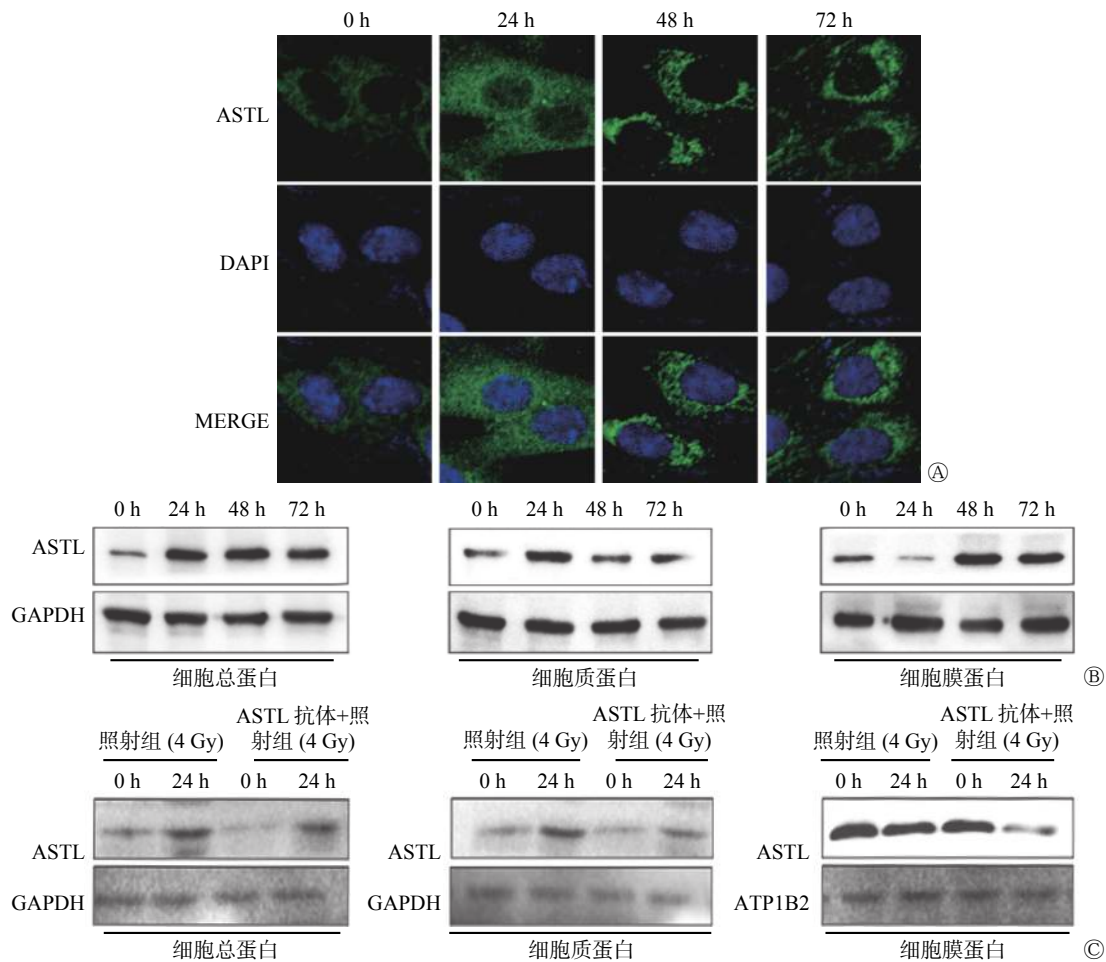 0 h 24 h 48 h 72 h
ASTL
DAPI
MERGE
Ⓐ
0 h 24 h 48 h 72 h 0 h 24 h 48 h 72 h 0 h 24 h 48 h 72 h
ASTL
GAPDH
细胞总蛋白 细胞质蛋白 细胞膜蛋白 Ⓑ
ASTL 抗体+照 ASTL 抗体+照 ASTL 抗体+照
照射组 (4 Gy) 射组 (4 Gy) 照射组 (4 Gy) 射组 (4 Gy) 照射组 (4 Gy) 射组 (4 Gy)
0 h 24 h 0 h 24 h 0 h 24 h 0 h 24 h 0 h 24 h 0 h 24 h
ASTL ASTL ASTL
GAPDH GAPDH ATP1B2
细胞总蛋白 细胞质蛋白 细胞膜蛋白 Ⓒ